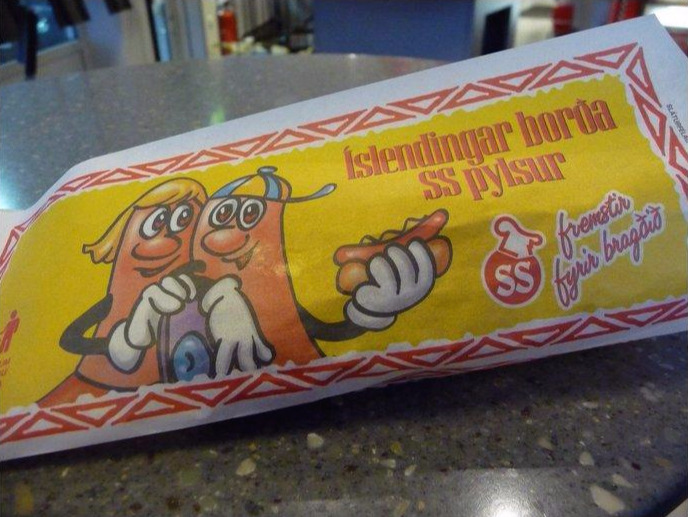 Íslendingar borða
SS pylsur
SS
fremstir
fyrir bragðið